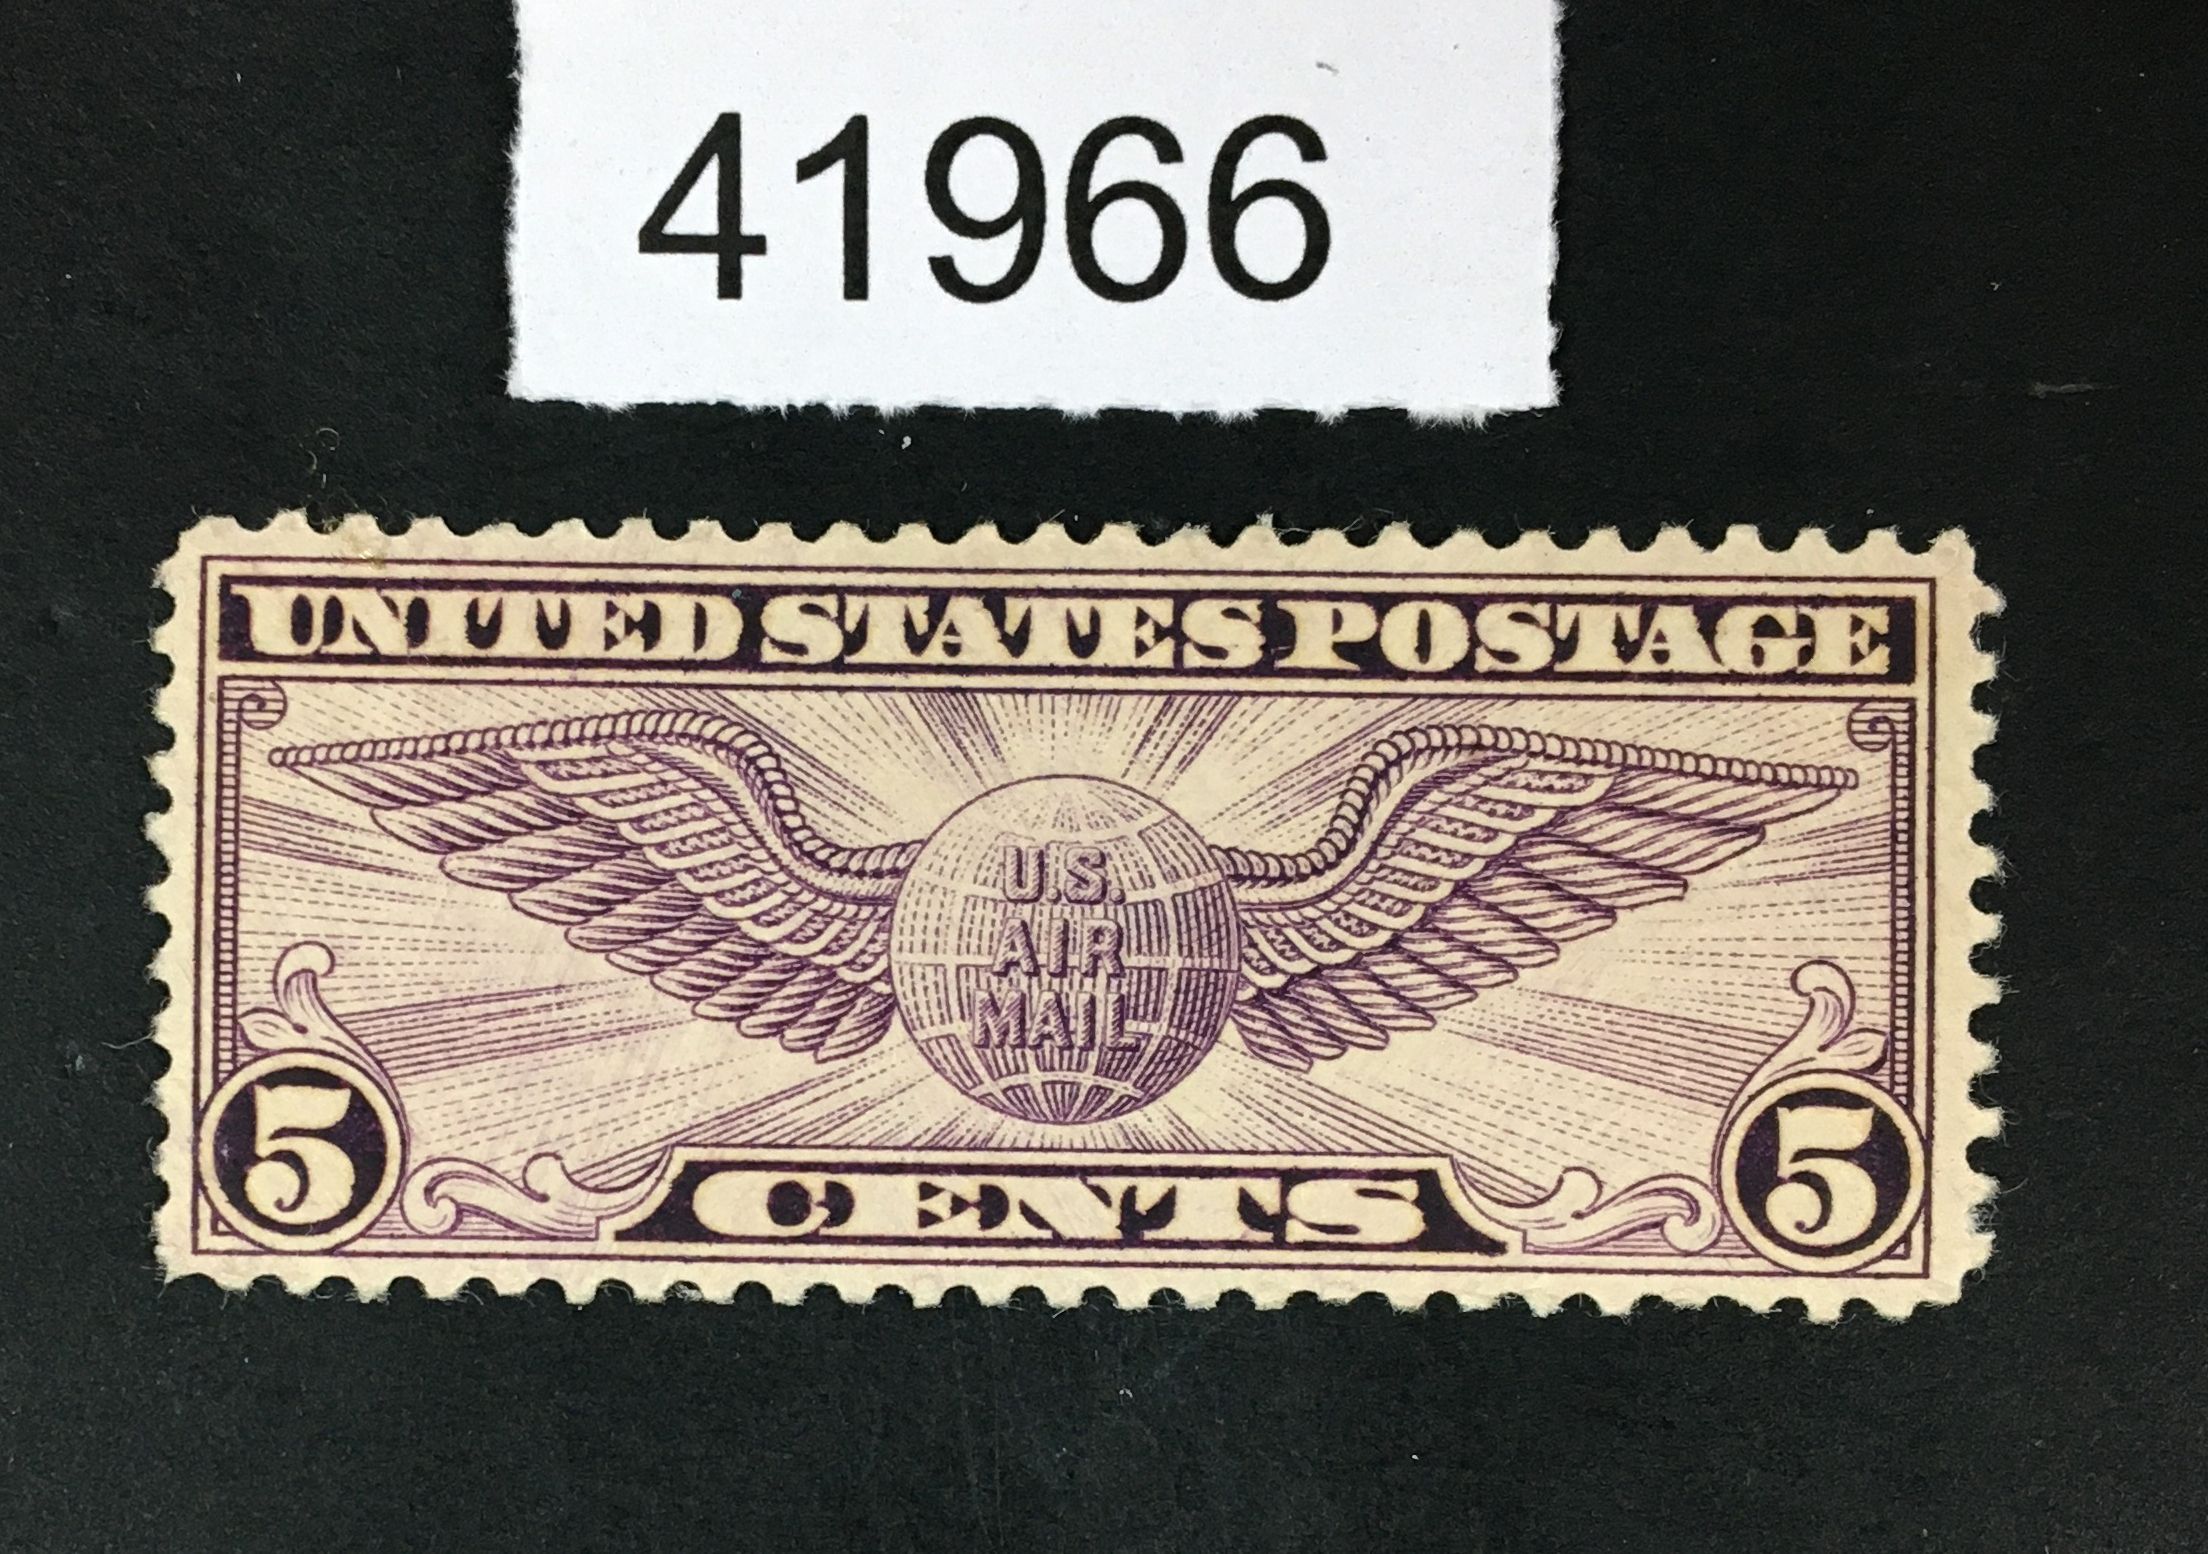 41966
UNITED STATES POSTAGE
U.S.
AIR
MAIL
5 CENTS 5